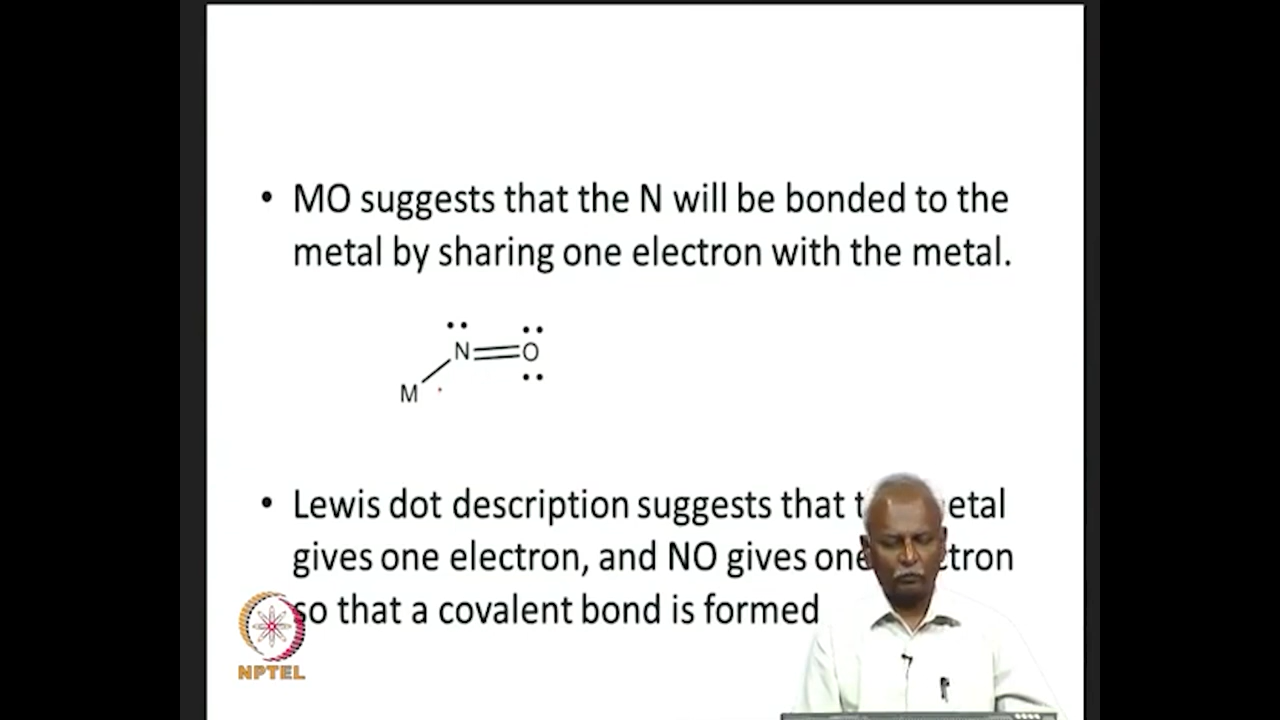 • MO suggests that the N will be bonded to the
metal by sharing one electron with the metal.
N O
M
• Lewis dot description suggests that etal
gives one electron, and NO gives one ctron
so that a covalent bond is formed
NPTEL